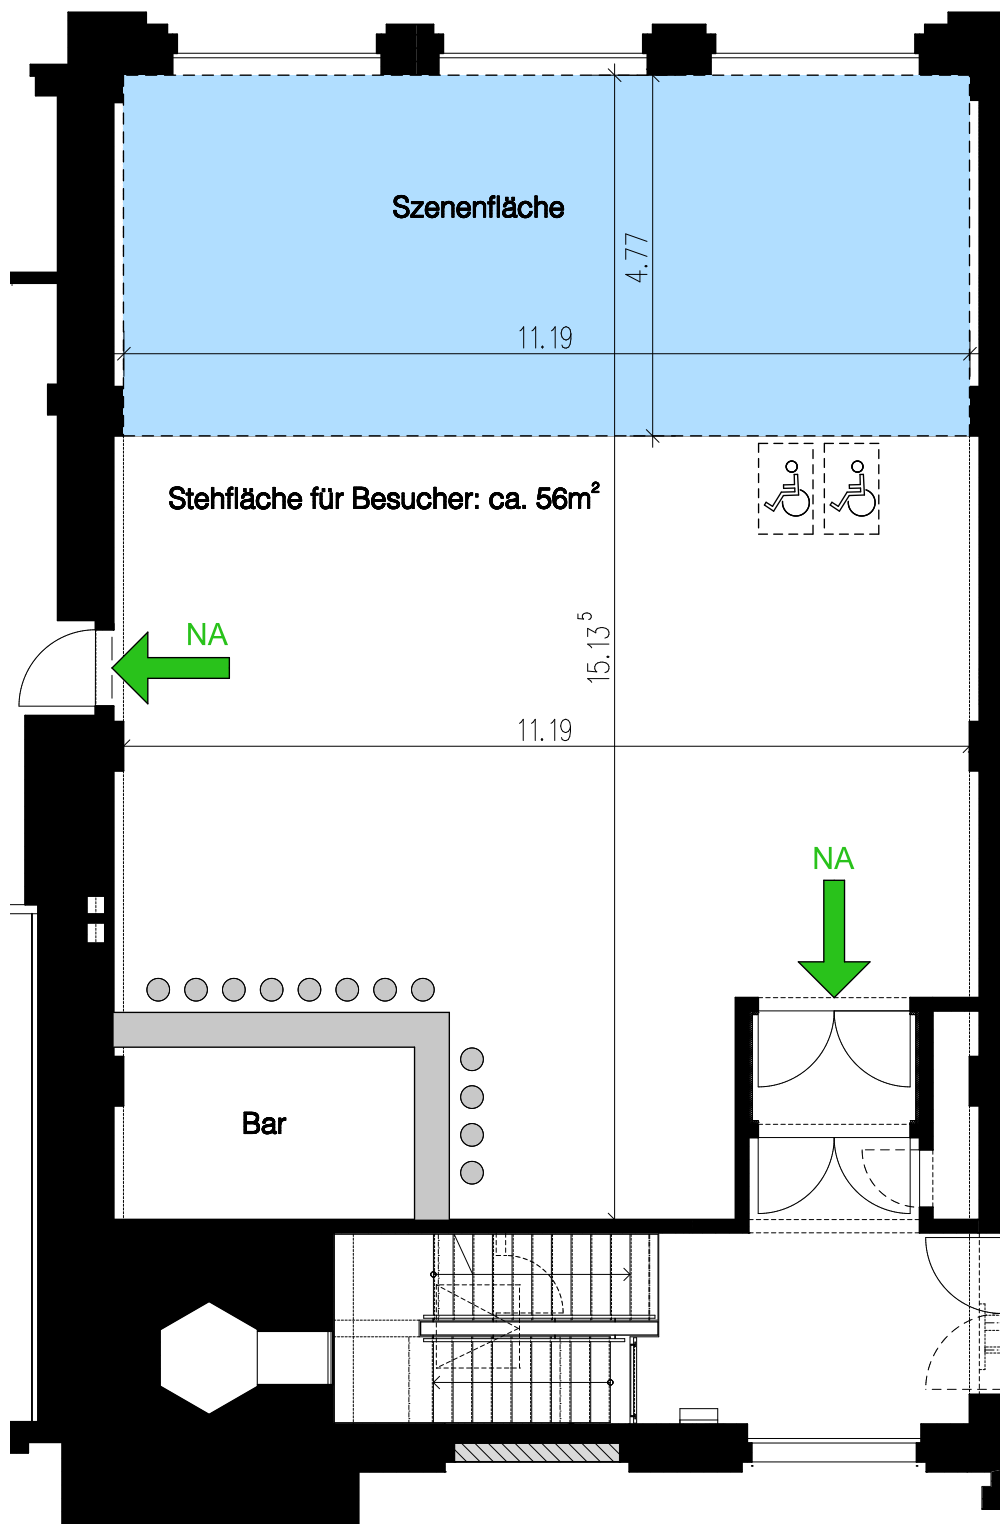 Szenenfläche
4.77
11.19
Stehfläche für Besucher: ca. 56m²
NA
15.13⁵
11.19
NA
Bar